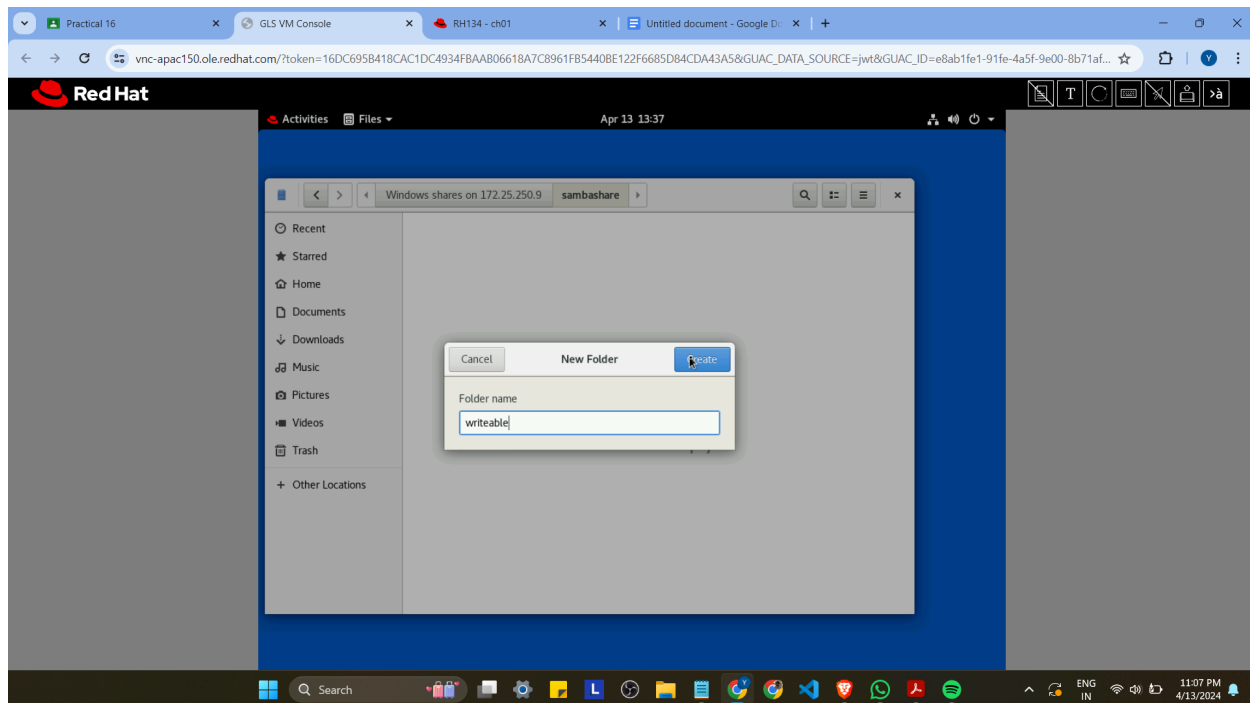 Practical 16
GLS VM Console
RH134 - ch01
Untitled document - Google Do
vnc-apac150.ole.redhat.com/?token=16DC695B418CAC1DC4934FBAAB06618A7C8961FB5440BE122F6685D84CDA43A5&GUAC_DATA_SOURCE=jwt&GUAC_ID=e8ab1fe1-91fe-4a5f-9e00-8b71af...
Y
Red Hat
T
>à
Activities
Files
Apr 13 13:37
Windows shares on 172.25.250.9
sambashare
Recent
Starred
Home
Documents
Downloads
Music
Pictures
Videos
Trash
+ Other Locations
Cancel
New Folder
Create
Folder name
writeable
Search
L
ENG
IN
11:07 PM
4/13/2024